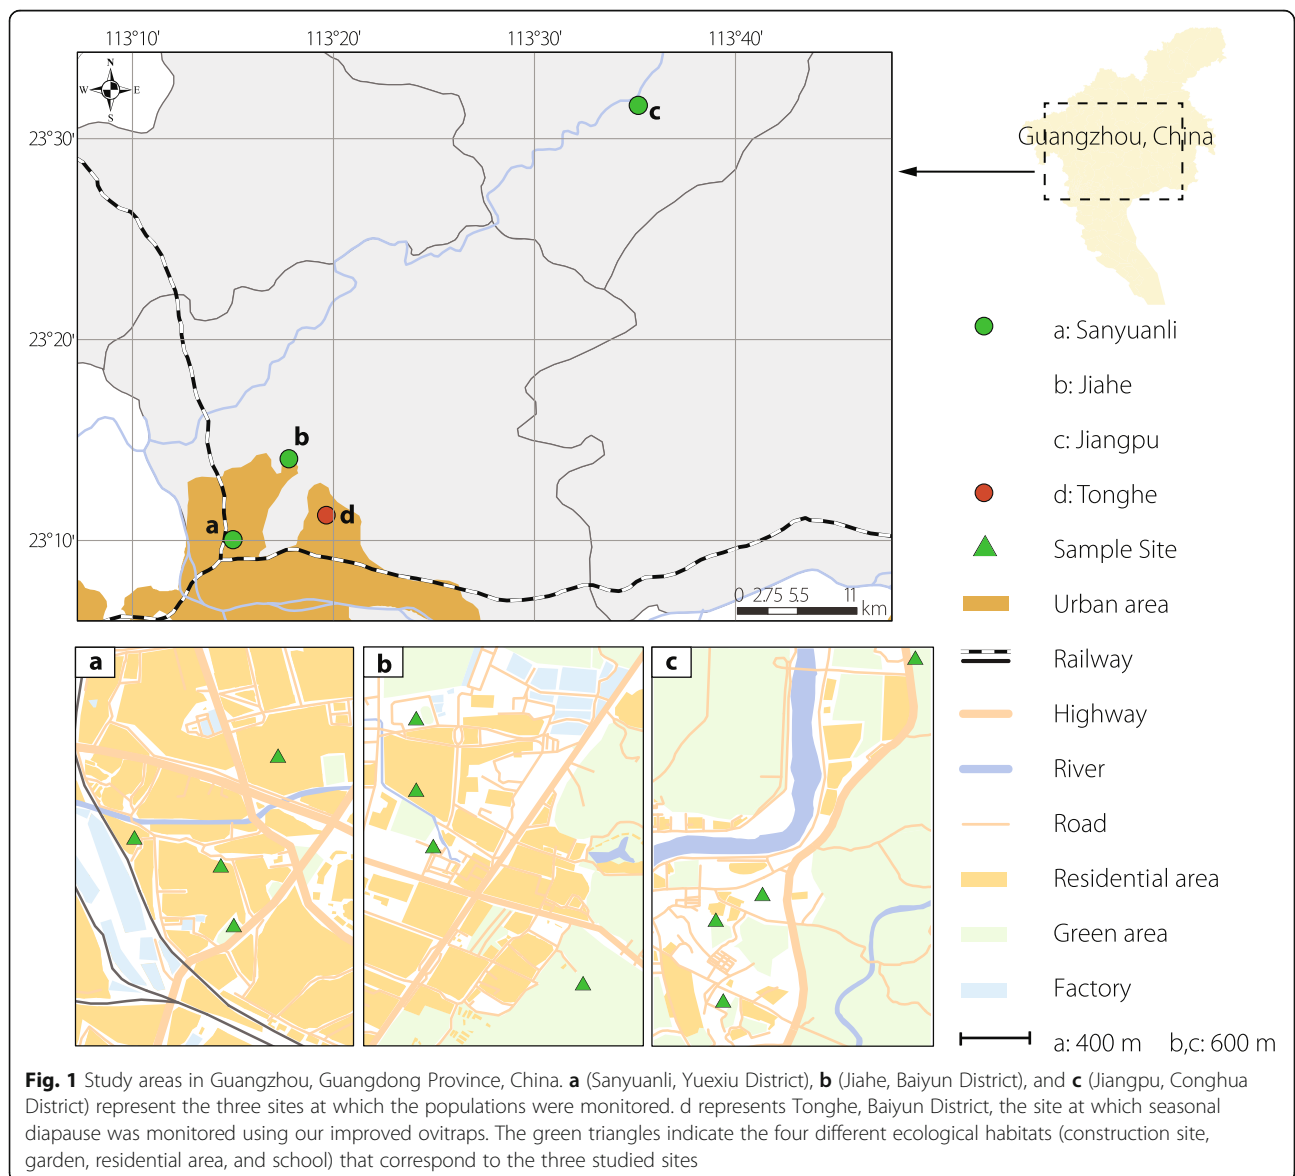 113°10' 113°20' 113°30' 113°40'
N
W E
S
c
23°30'
Guangzhou, China
23°20'
b
a
d
23°10'
0 2.75 5.5 11
km
a: Sanyuanli
b: Jiahe
c: Jiangpu
d: Tonghe
Sample Site
Urban area
Railway
Highway
River
Road
Residential area
Green area
Factory
a: 400 m b,c: 600 m
a
b
c
Fig. 1 Study areas in Guangzhou, Guangdong Province, China. a (Sanyuanli, Yuexiu District), b (Jiahe, Baiyun District), and c (Jiangpu, Conghua
District) represent the three sites at which the populations were monitored. d represents Tonghe, Baiyun District, the site at which seasonal
diapause was monitored using our improved ovitraps. The green triangles indicate the four different ecological habitats (construction site,
garden, residential area, and school) that correspond to the three studied sites